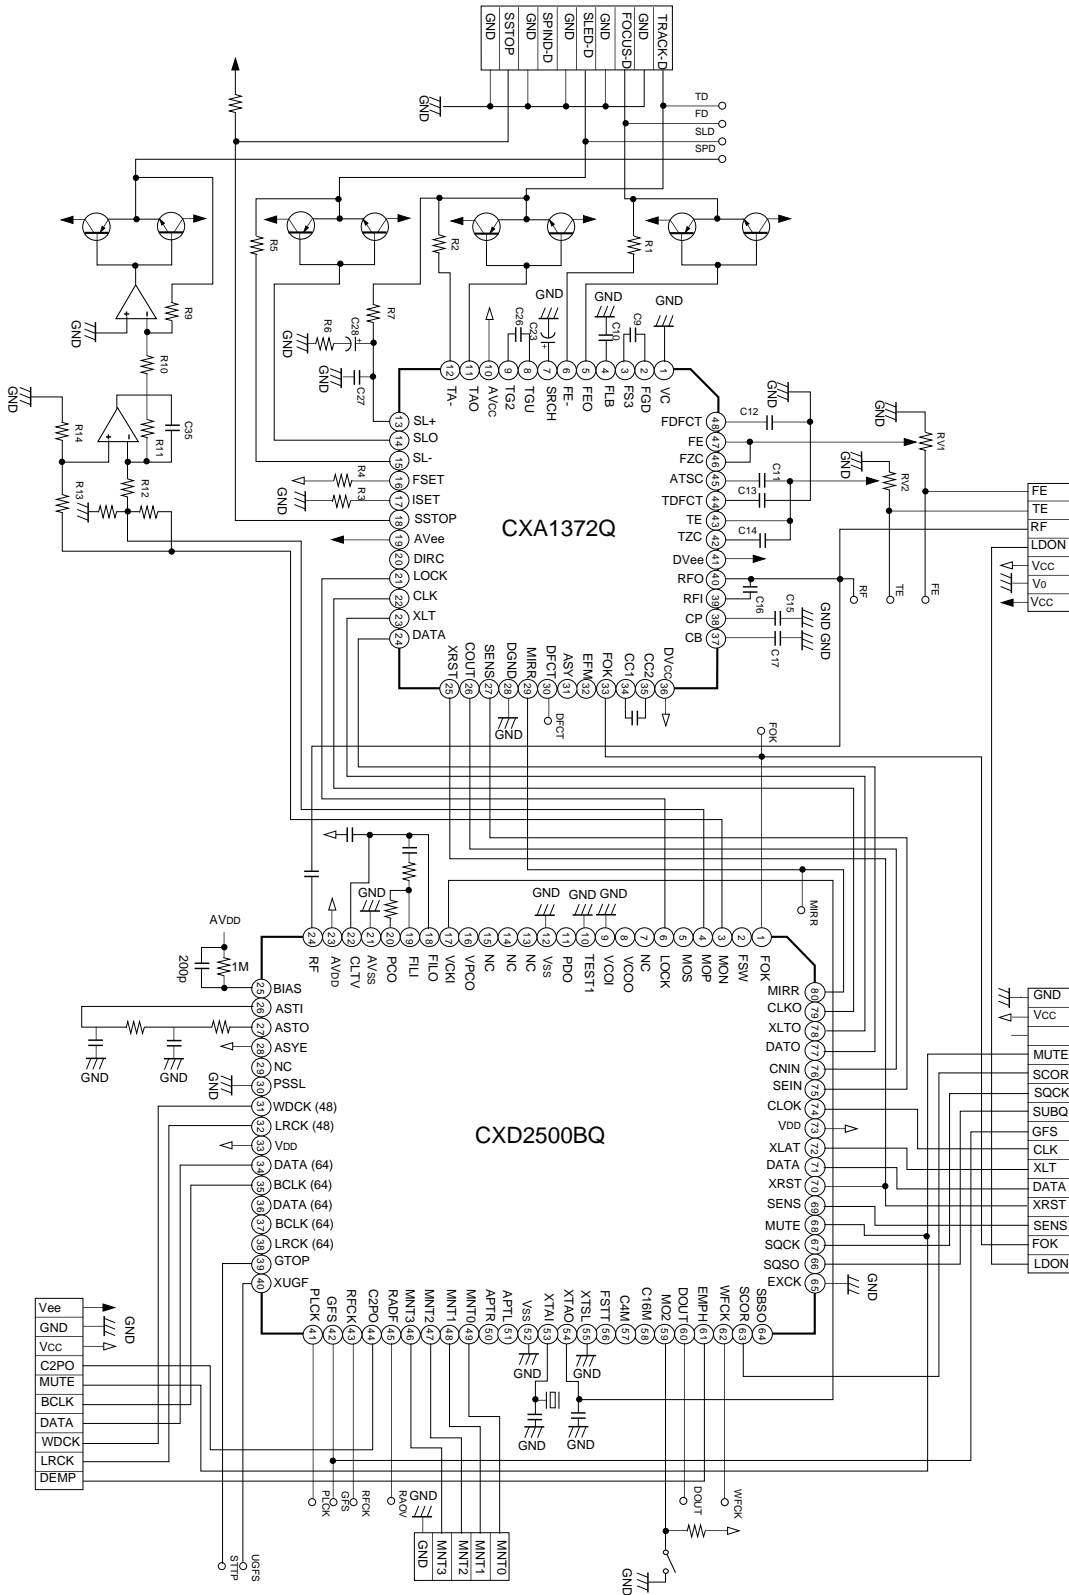 GND
SSTOP
GND
SPIND-D
GND
SLED-D
GND
FOCUS-D
GND
TRACK-D
TD
FD
SLD
SPD
GND
R5
R2
R1
R9
GND
R10
R11
C35
GND
R14
R13
R12
R7
R6
C28
+
GND
GND
C27
C26
C23
+
GND
GND
C10
C9
GND
12
11
10
9
8
7
6
5
4
3
2
1
TA-
TAO
AVCC
TG2
TGU
SRCH
FE-
FEO
FLB
FS3
FGD
VC
13 SL+
14 SLO
15 SL-
16 FSET
17 ISET
18 SSTOP
19 AVee
20 DIRC
21 LOCK
22 CLK
23 XLT
24 DATA
R4
R3
GND
CXA1372Q
FDFCT 48
FE 47
FZC 46
ATSC 45
TDFCT 44
TE 43
TZC 42
DVee 41
RFO 40
RFI 39
CP 38
CB 37
C12
GND
C11
C13
C14
GND
GND
RV1
RV2
C16
C15
C17
GND
GND
RF
TE
FE
FE
TE
RF
LDON
VCC
V0
VCC
XRST
COUT
SENS
DGND
MIRR
DFCT
ASY
EFM
FOK
CC1
CC2
DVCC
25
26
27
28
29
30
31
32
33
34
35
36
GND
DFCT
FOK
MIRR
AVDD
200p
1M
GND
GND
GND
GND
24
23
22
21
20
19
18
17
16
15
14
13
12
11
10
9
8
7
6
5
4
3
2
1
RF
AVDD
CLTV
AVSS
PCO
FILI
FILO
VCKI
VPCO
NC
NC
NC
VSS
PDO
TEST1
VCOI
VCOO
NC
LOCK
MOS
MOP
MON
FSW
FOK
25 BIAS
26 ASTI
27 ASTO
28 ASYE
29 NC
30 PSSL
31 WDCK (48)
32 LRCK (48)
33 VDD
34 DATA (64)
35 BCLK (64)
36 DATA (64)
37 BCLK (64)
38 LRCK (64)
39 GTOP
40 XUGF
GND
GND
GND
CXD2500BQ
MIRR 80
CLKO 79
XLTO 78
DATO 77
CNIN 76
SEIN 75
CLOK 74
VDD 73
XLAT 72
DATA 71
XRST 70
SENS 69
MUTE 68
SQCK 67
SQSO 66
EXCK 65
GND
GND
VCC
MUTE
SCOR
SQCK
SUBQ
GFS
CLK
XLT
DATA
XRST
SENS
FOK
LDON
PLCK
GFS
RFCK
C2PO
RADF
MNT3
MNT2
MNT1
MNT0
APTR
APTL
VSS
XTAI
XTAO
XTSL
FSTT
C4M
C16M
MO2
DOUT
EMPH
WFCK
SCOR
SBSO
41
42
43
44
45
46
47
48
49
50
51
52
53
54
55
56
57
58
59
60
61
62
63
64
GND
GND
GND
GND
Vee
GND
VCC
C2PO
MUTE
BCLK
DATA
WDCK
LRCK
DEMP
GND
PLCK
GFS
RFCK
RAOV
GND
DOUT
WFCK
STTP
UGFS
GND
MNT3
MNT2
MNT1
MNT0
GND